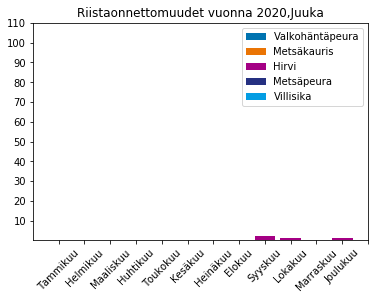 Riistaonnettomuudet vuonna 2020,Juuka
110
100
90
80
70
60
50
40
30
20
10
Valkohäntäpeura
Metsäkauris
Hirvi
Metsäpeura
Villisika
Tammikuu
Helmikuu
Maaliskuu
Huhtikuu
Toukokuu
Kesäkuu
Heinäkuu
Elokuu
Syyskuu
Lokakuu
Marraskuu
Joulukuu